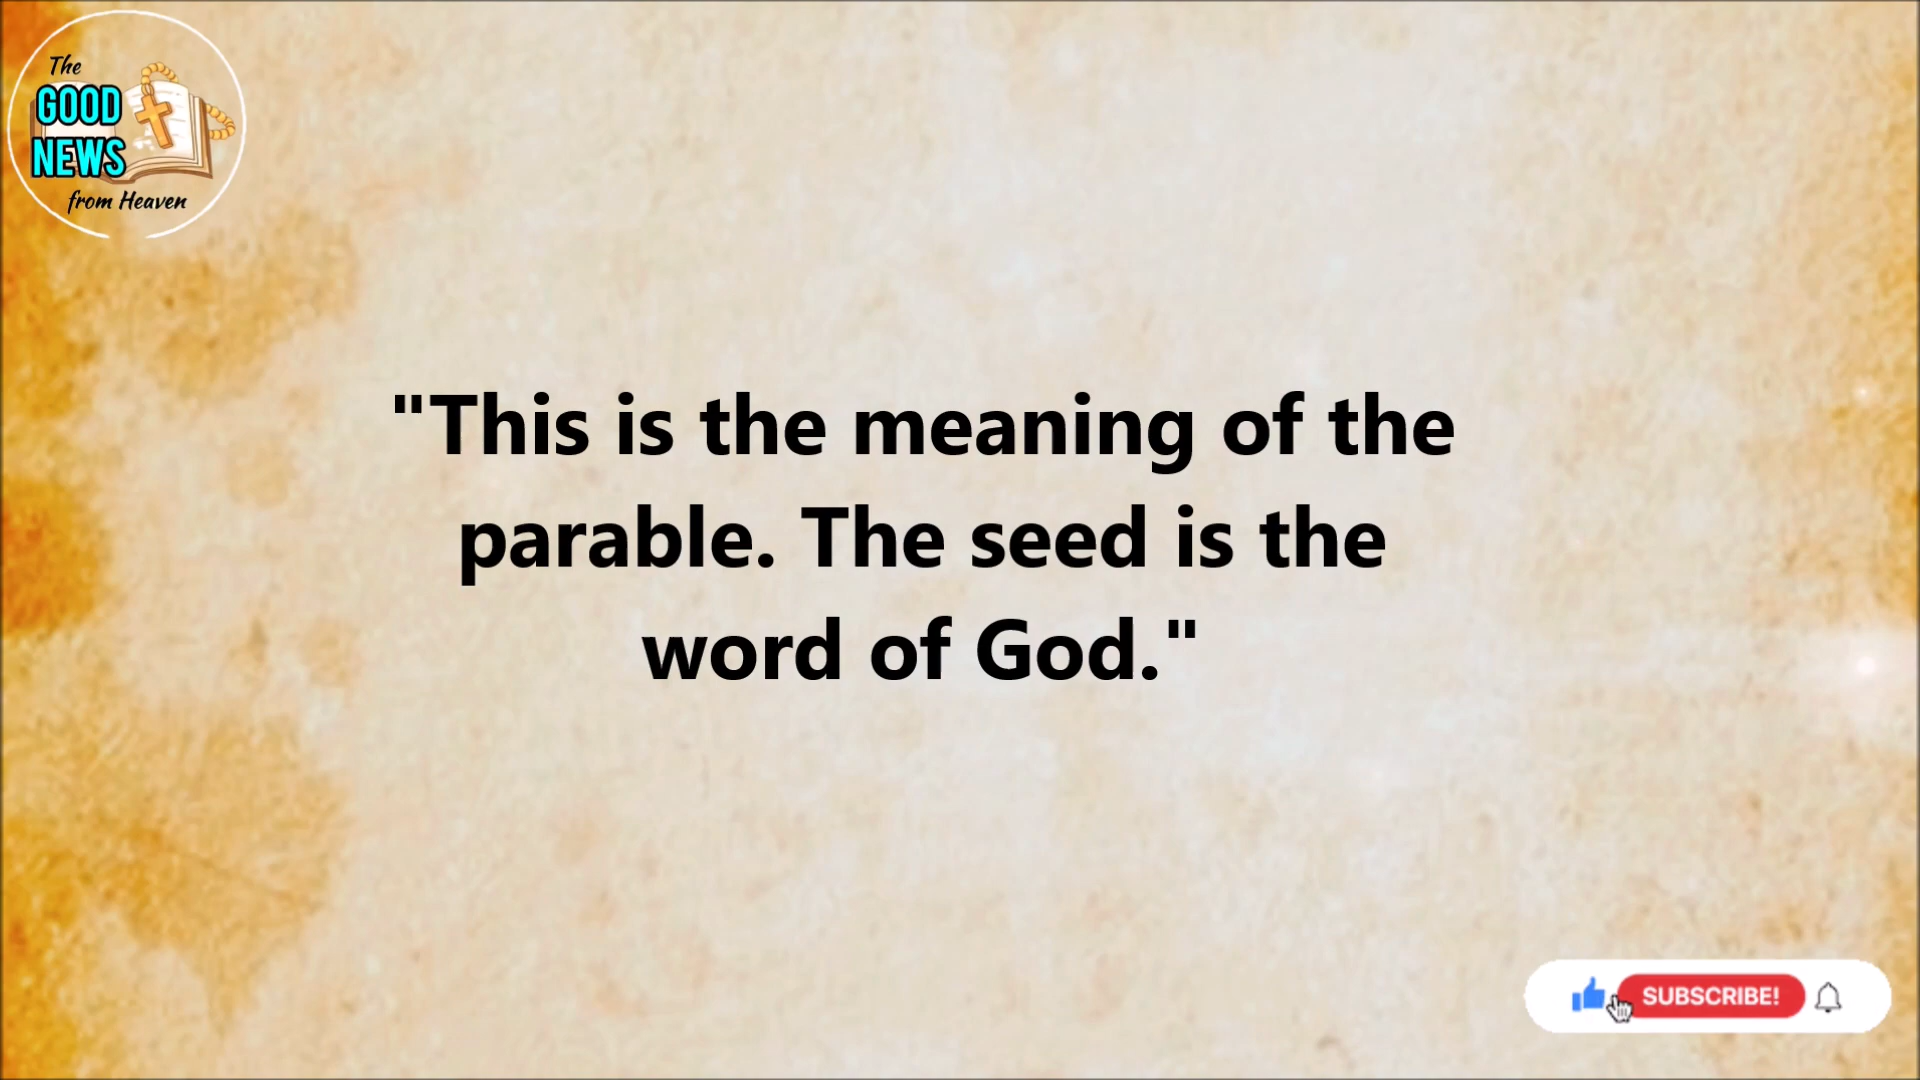 The
GOOD
NEWS
from Heaven
"This is the meaning of the
parable. The seed is the
word of God."
SUBSCRIBE!